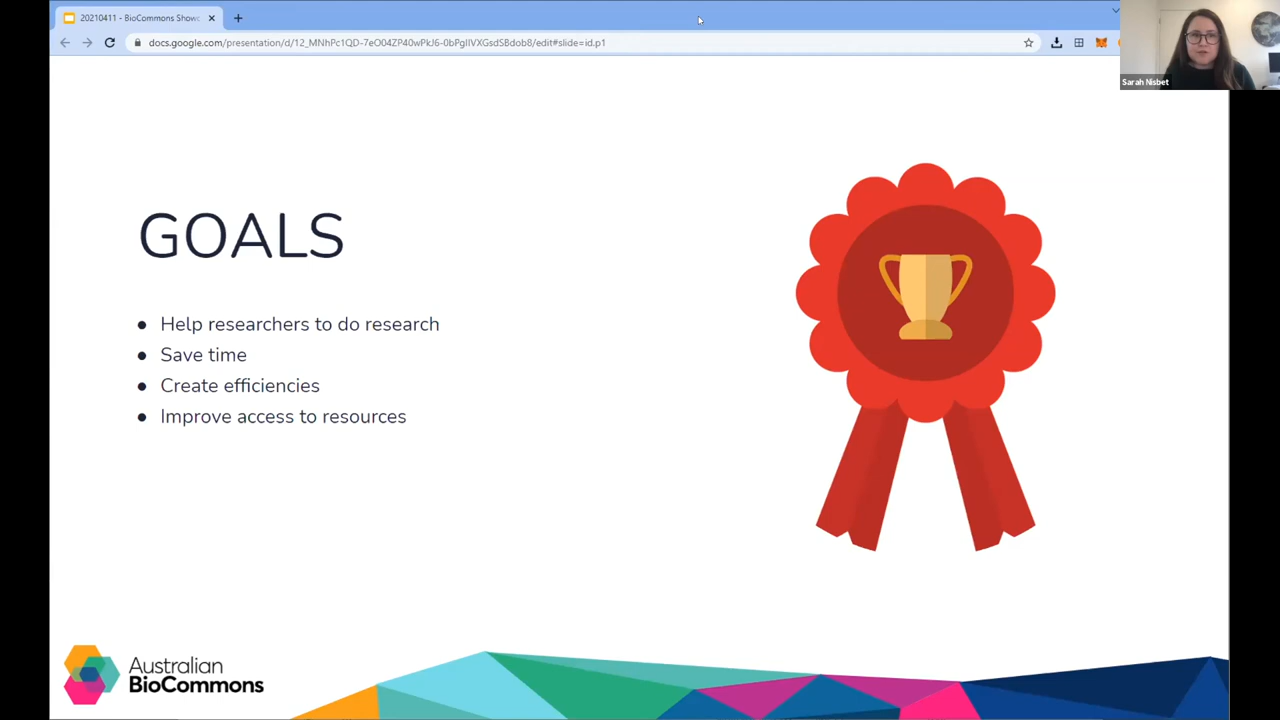 20210411 - BioCommons Showc
docs.google.com/presentation/d/12_MNhPc1QD-7eO04ZP40wPkJ6-0bPglIVXGsdSBdob8/edit#slide=id.p1
Sarah Nisbet
GOALS
● Help researchers to do research
● Save time
● Create efficiencies
● Improve access to resources
Australian
BioCommons